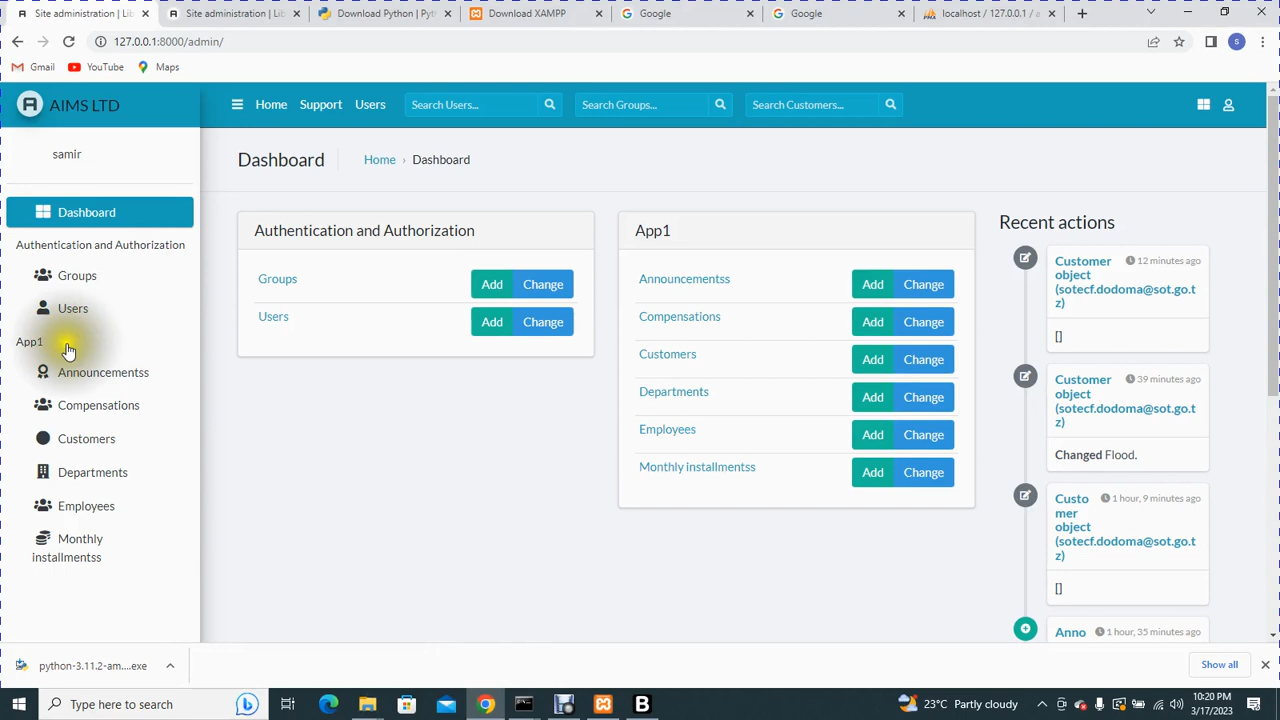 Site administration | Lib
Site administration | Lib
Download Python | Pyt
Download XAMPP
Google
Google
localhost / 127.0.0.1 / e
127.0.0.1:8000/admin/
S
Gmail
YouTube
Maps
AIMS LTD
Home
Support
Users
Search Users...
Search Groups...
Search Customers...
samir
Dashboard
Home › Dashboard
Dashboard
Authentication and Authorization
Groups
Users
App1
Announcementss
Compensations
Customers
Departments
Employees
Monthly
installmentss
Authentication and Authorization
Groups
Add
Change
Users
Add
Change
App1
Announcementss
Add
Change
Compensations
Add
Change
Customers
Add
Change
Departments
Add
Change
Employees
Add
Change
Monthly installmentss
Add
Change
Recent actions
Customer
object
(sotecf.dodoma@sot.go.t
z)
12 minutes ago
[]
Customer
object
(sotecf.dodoma@sot.go.t
z)
39 minutes ago
Changed Flood.
Custo
mer
object
(sotecf.dodoma@sot.go.t
z)
1 hour, 9 minutes ago
[]
Anno
1 hour, 35 minutes ago
python-3.11.2-am....exe
Show all
Type here to search
B
23°C Partly cloudy
10:20 PM
3/17/2023